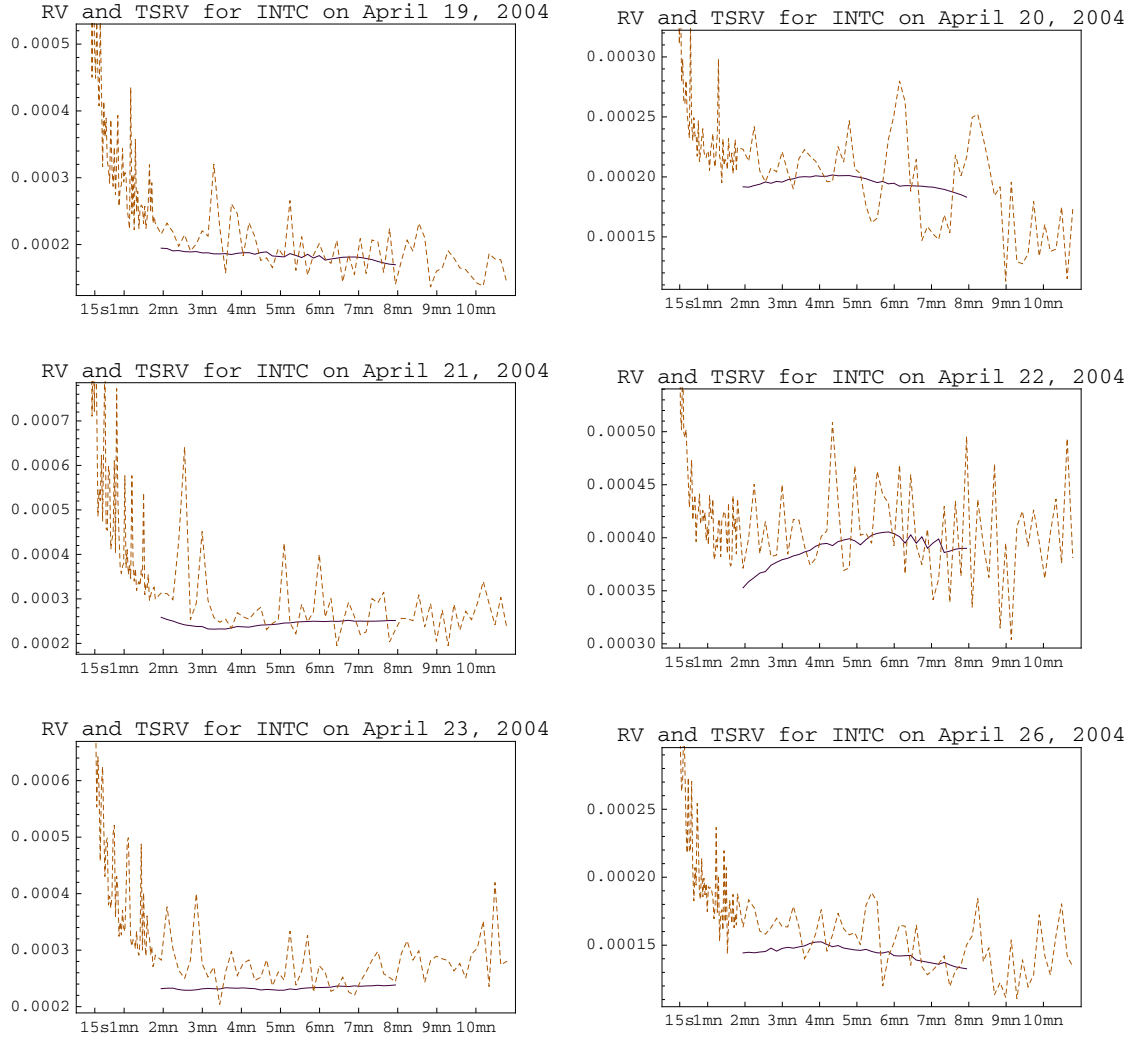 RV and TSRV for INTC on April 19, 2004
0.0005
0.0004
0.0003
0.0002
15s1mn 2mn 3mn 4mn 5mn 6mn 7mn 8mn 9mn 10mn
RV and TSRV for INTC on April 20, 2004
0.00030
0.00025
0.00020
0.00015
15s1mn 2mn 3mn 4mn 5mn 6mn 7mn 8mn 9mn 10mn
RV and TSRV for INTC on April 21, 2004
0.0007
0.0006
0.0005
0.0004
0.0003
0.0002
15s1mn 2mn 3mn 4mn 5mn 6mn 7mn 8mn 9mn 10mn
RV and TSRV for INTC on April 22, 2004
0.00050
0.00045
0.00040
0.00035
0.00030
15s1mn 2mn 3mn 4mn 5mn 6mn 7mn 8mn 9mn 10mn
RV and TSRV for INTC on April 23, 2004
0.0006
0.0005
0.0004
0.0003
0.0002
15s1mn 2mn 3mn 4mn 5mn 6mn 7mn 8mn 9mn 10mn
RV and TSRV for INTC on April 26, 2004
0.00025
0.00020
0.00015
15s1mn 2mn 3mn 4mn 5mn 6mn 7mn 8mn 9mn 10mn